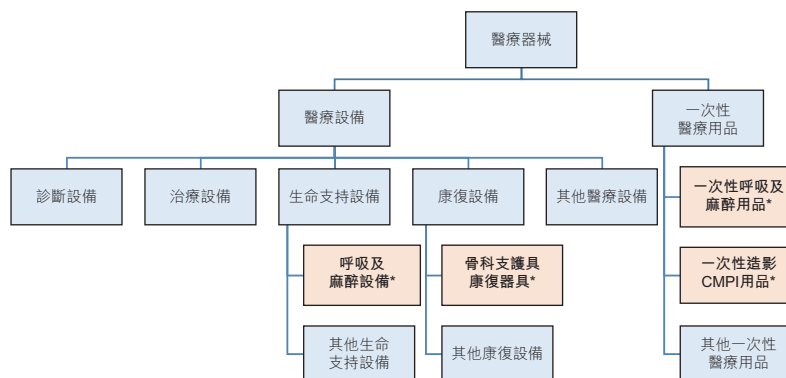 醫療器械
醫療設備
一次性
醫療用品
診斷設備
治療設備
生命支持設備
康復設備
其他醫療設備
一次性呼吸及
麻醉用品*
呼吸及
麻醉設備*
骨科支護具
康復器具*
一次性造影
CMPI用品*
其他生命
支持設備
其他康復設備
其他一次性
醫療用品